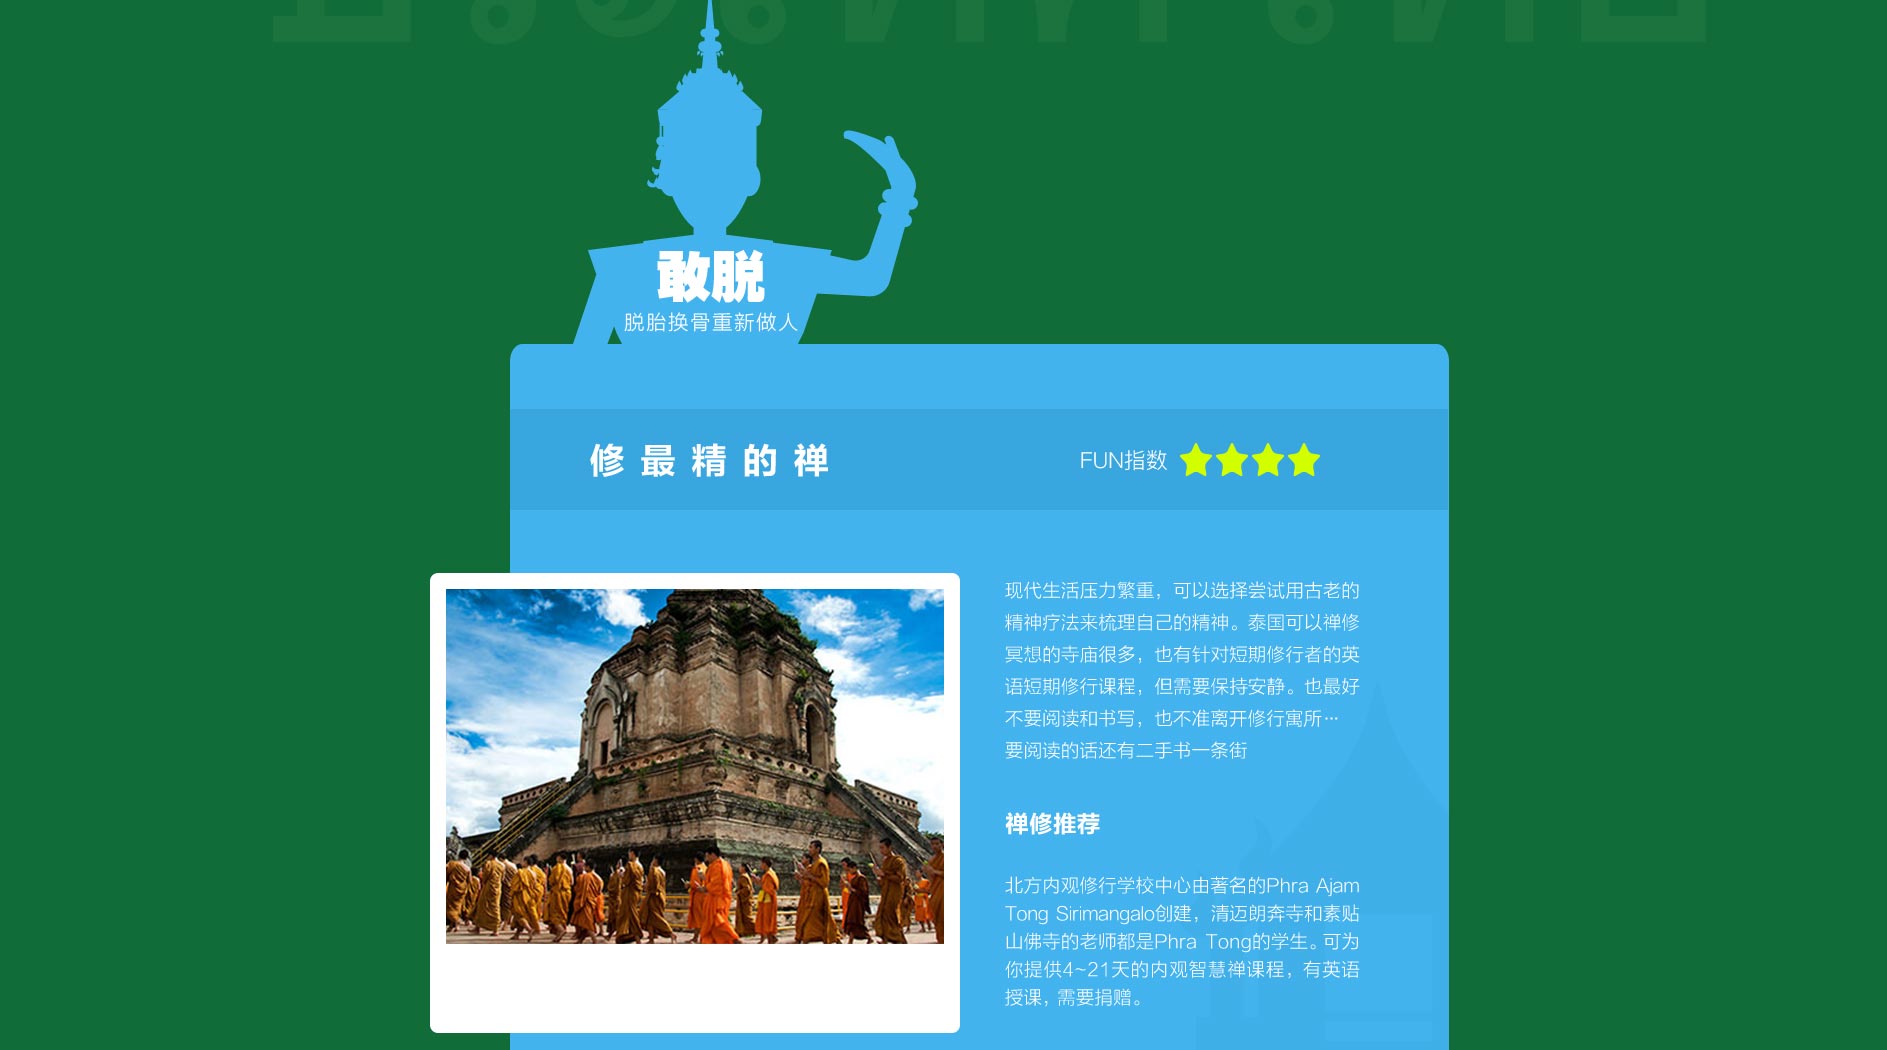 敢脱
脱胎换骨重新做人
修最精的禅
FUN指数
现代生活压力繁重，可以选择尝试用古老的
精神疗法来梳理自己的精神。泰国可以禅修
冥想的寺庙很多，也有针对短期修行者的英
语短期修行课程，但需要保持安静。也最好
不要阅读和书写，也不准离开修行寓所…
要阅读的话还有二手书一条街
禅修推荐
北方内观修行学校中心由著名的Phra Ajam
Tong Sirimangalo创建，清迈朗奔寺和素贴
山佛寺的老师都是Phra Tong的学生。可为
你提供4~21天的内观智慧禅课程，有英语
授课，需要捐赠。